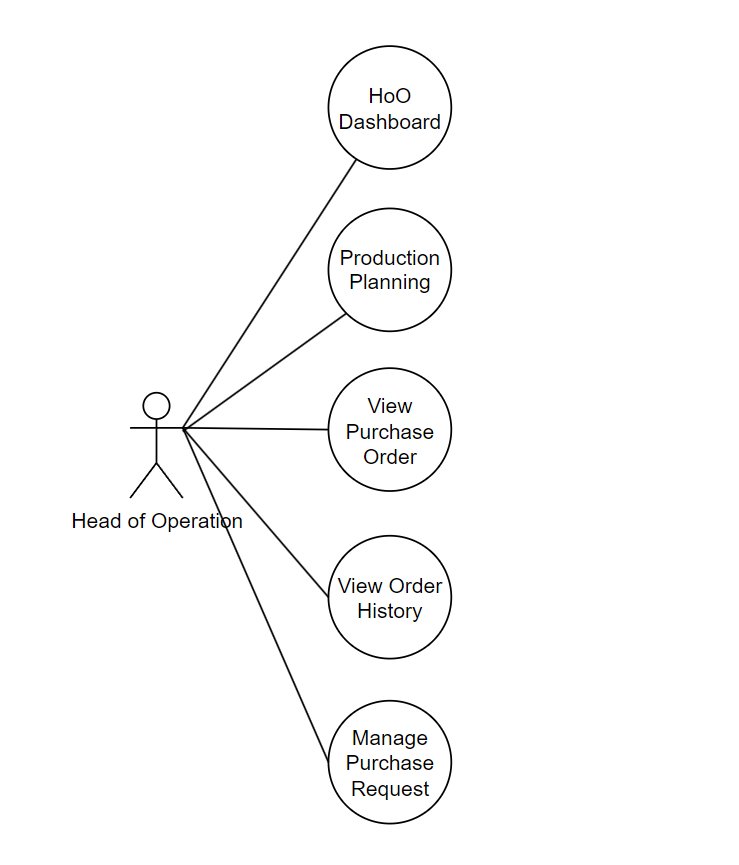 HoO
Dashboard
Production
Planning
View
Purchase
Order
Head of Operation
View Order
History
Manage
Purchase
Request